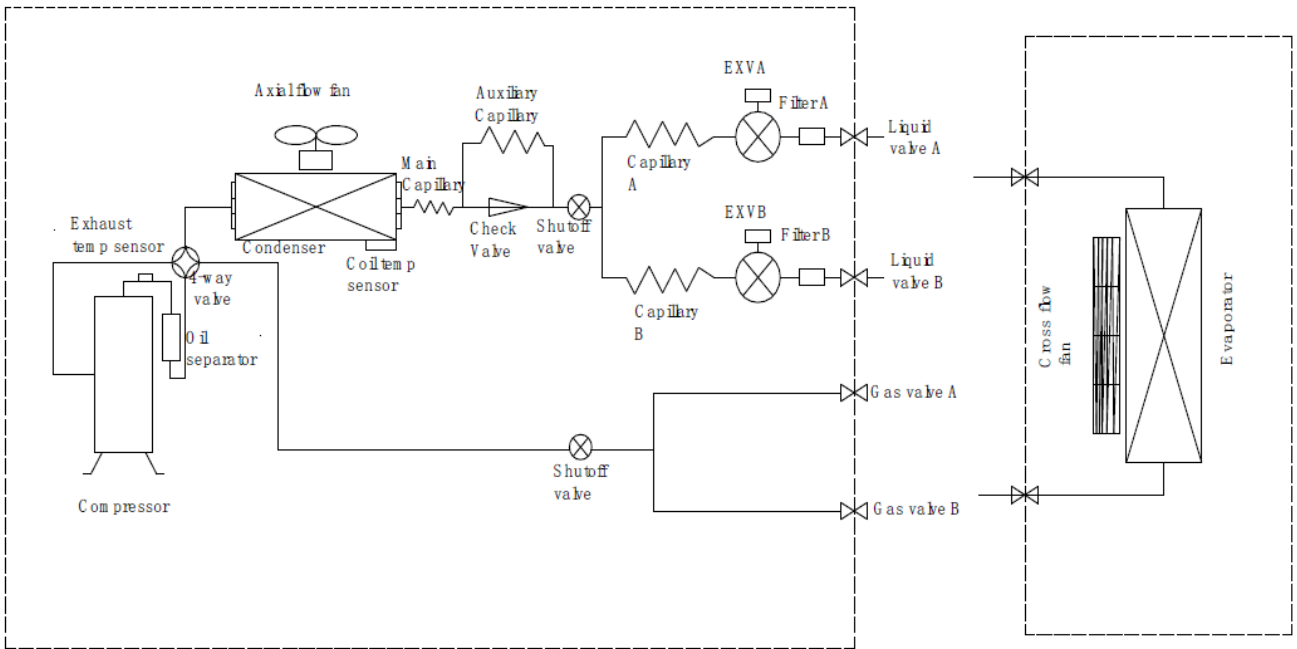 Axial flow fan
Auxiliary
Capillary
EXV A
Filter A
Liquid
valve A
Main
Capillary
Capillary
A
Exhaust
temp sensor
Condenser
Check
Valve
Shutoff
valve
EXV B
Filter B
Coil temp
sensor
4-way
valve
Liquid
valve B
Capillary
B
Oil
separator
Cross flow
fan
Evaporator
Gas valve A
Shutoff
valve
Compressor
Gas valve B